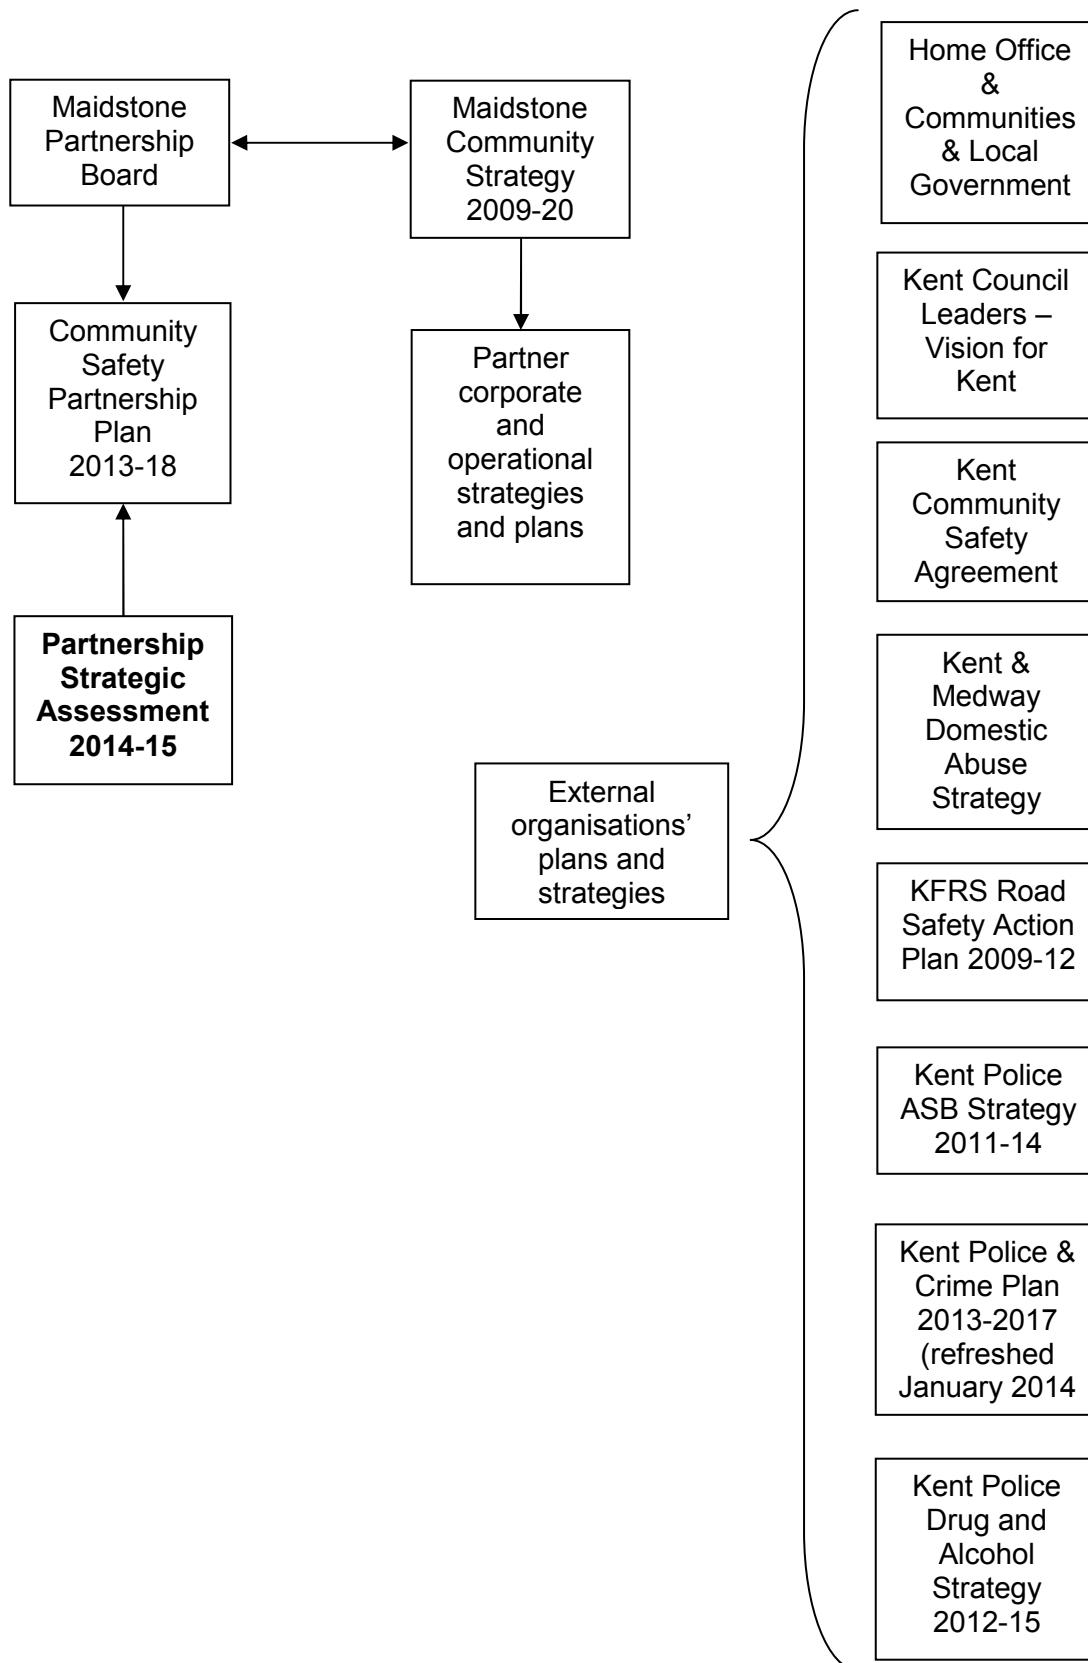 Maidstone
Partnership
Board
Maidstone
Community
Strategy
2009-20
Community
Safety
Partnership
Plan
2013-18
Partner
corporate
and
operational
strategies
and plans
Partnership
Strategic
Assessment
2014-15
External
organisations’
plans and
strategies
Home Office
&
Communities
& Local
Government
Kent Council
Leaders –
Vision for
Kent
Kent
Community
Safety
Agreement
Kent &
Medway
Domestic
Abuse
Strategy
KFRS Road
Safety Action
Plan 2009-12
Kent Police
ASB Strategy
2011-14
Kent Police &
Crime Plan
2013-2017
(refreshed
January 2014
Kent Police
Drug and
Alcohol
Strategy
2012-15